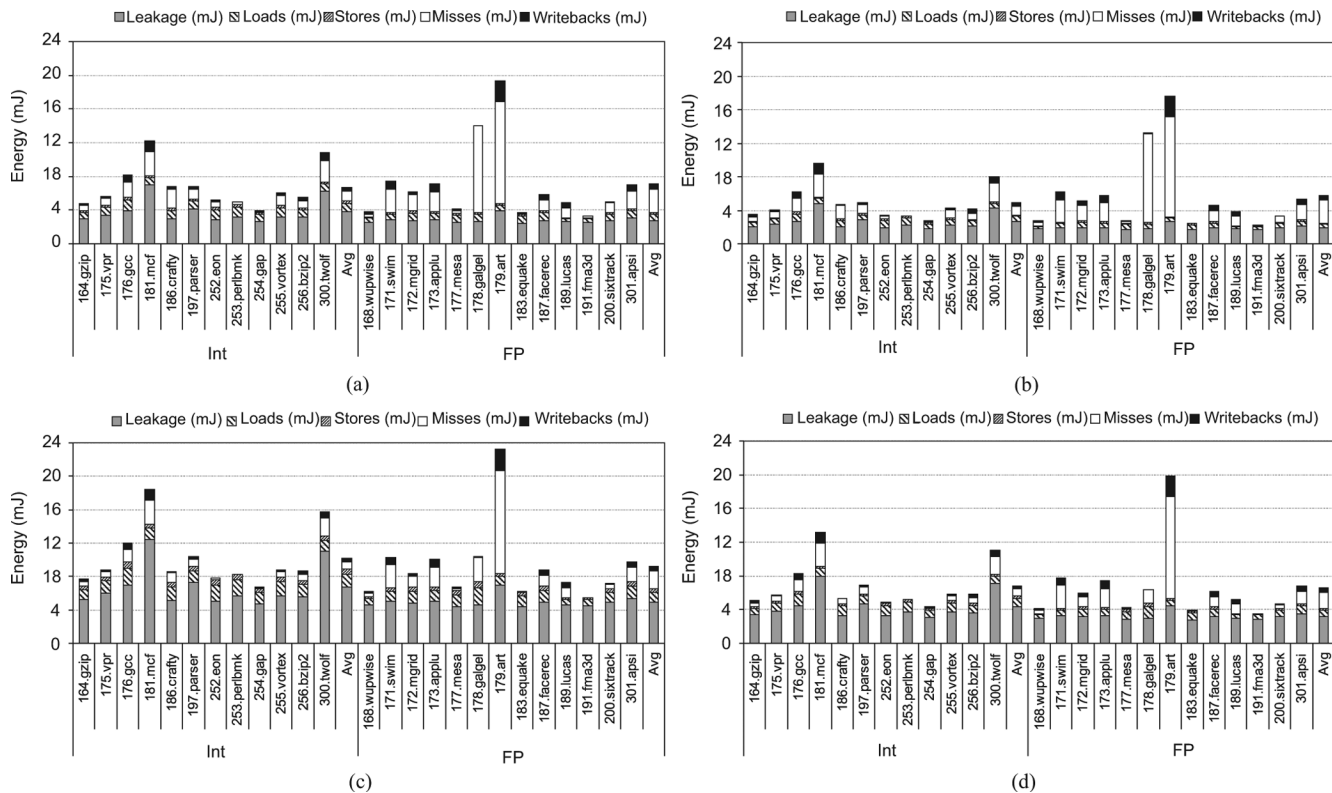 Leakage (mJ) Loads (mJ) Stores (mJ) Misses (mJ) Writebacks (mJ)
Energy (mJ)
24
20
16
12
18
4
0
164.gzip
175.vpr
176.gcc
181.mcf
186.crafty
197.parser
252.eon
253.perlbmk
254.gap
255.vortex
256.bzip2
300.twolf
Avg
168.wupwise
171.swim
172.mgrid
173.applu
177.mesa
178.galgel
179.art
183.equake
187.facerec
189.lucas
191.fma3d
200.sixtrack
301.apsi
Avg
Int FP
(a)
Leakage (mJ) Loads (mJ) Stores (mJ) Misses (mJ) Writebacks (mJ)
Energy (mJ)
24
20
16
12
18
4
0
164.gzip
175.vpr
176.gcc
181.mcf
186.crafty
197.parser
252.eon
253.perlbmk
254.gap
255.vortex
256.bzip2
300.twolf
Avg
168.wupwise
171.swim
172.mgrid
173.applu
177.mesa
178.galgel
179.art
183.equake
187.facerec
189.lucas
191.fma3d
200.sixtrack
301.apsi
Avg
Int FP
(b)
Leakage (mJ) Loads (mJ) Stores (mJ) Misses (mJ) Writebacks (mJ)
Energy (mJ)
24
20
16
12
18
4
0
164.gzip
175.vpr
176.gcc
181.mcf
186.crafty
197.parser
252.eon
253.perlbmk
254.gap
255.vortex
256.bzip2
300.twolf
Avg
168.wupwise
171.swim
172.mgrid
173.applu
177.mesa
178.galgel
179.art
183.equake
187.facerec
189.lucas
191.fma3d
200.sixtrack
301.apsi
Avg
Int FP
(c)
Leakage (mJ) Loads (mJ) Stores (mJ) Misses (mJ) Writebacks (mJ)
Energy (mJ)
24
20
16
12
18
4
0
164.gzip
175.vpr
176.gcc
181.mcf
186.crafty
197.parser
252.eon
253.perlbmk
254.gap
255.vortex
256.bzip2
300.twolf
Avg
168.wupwise
171.swim
172.mgrid
173.applu
177.mesa
178.galgel
179.art
183.equake
187.facerec
189.lucas
191.fma3d
200.sixtrack
301.apsi
Avg
Int FP
(d)